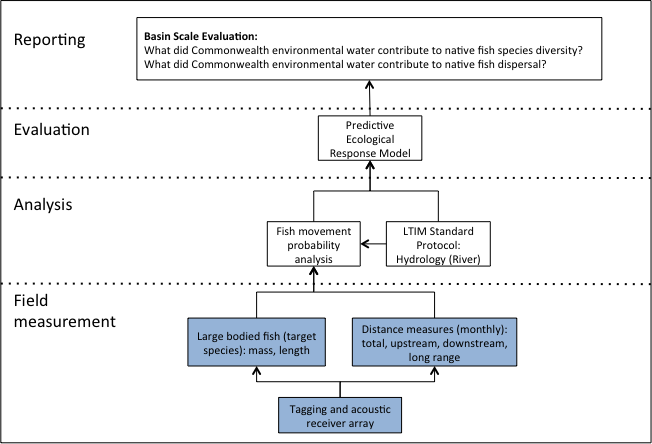 Reporting
Basin Scale Evaluation:
What did Commonwealth environmental water contribute to native fish species diversity?
What did Commonwealth environmental water contribute to native fish dispersal?
Evaluation
Predictive
Ecological
Response Model
Analysis
Fish movement
probability
analysis
LTIM Standard
Protocol:
Hydrology (River)
Field
measurement
Large bodied fish (target
species): mass, length
Distance measures (monthly):
total, upstream, downstream,
long range
Tagging and acoustic
receiver array